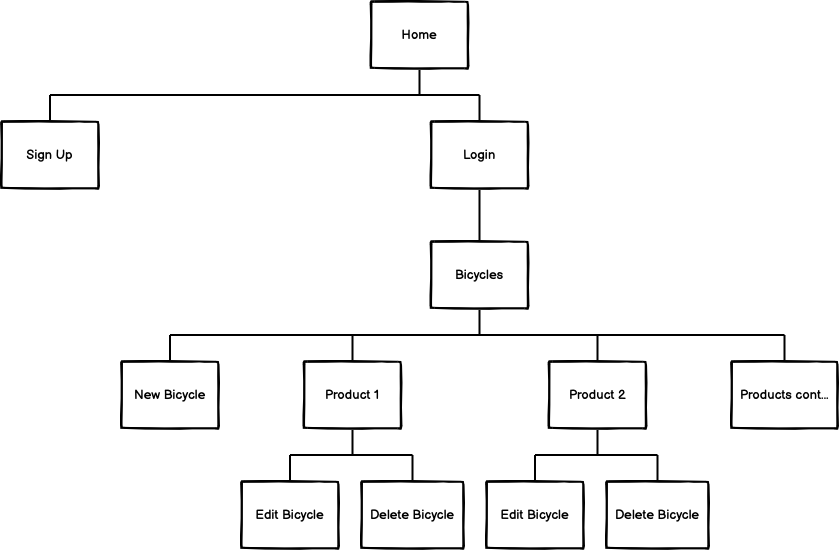 Home
Sign Up
Login
Bicycles
New Bicycle
Product 1
Product 2
Products cont...
Edit Bicycle
Delete Bicycle
Edit Bicycle
Delete Bicycle